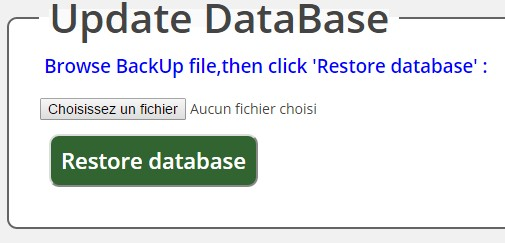 Update DataBase
Browse BackUp file,then click 'Restore database' :
Choisissez un fichier Aucun fichier choisi
Restore database